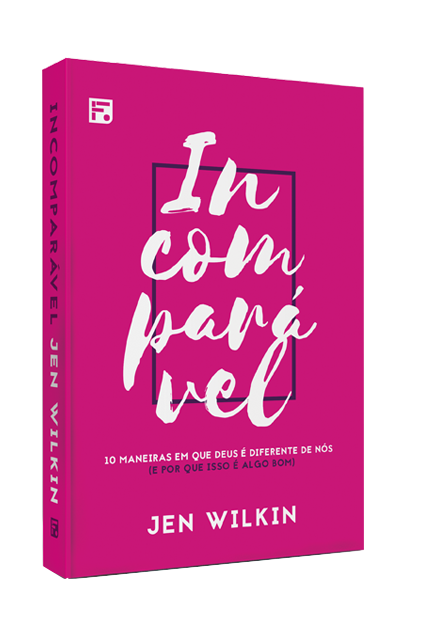 INCOMPARÁVEL JEN WILKIN
F.
In
com
pará
vel
10 MANEIRAS EM QUE DEUS É DIFERENTE DE NÓS
(E POR QUE ISSO É ALGO BOM)
JEN WILKIN